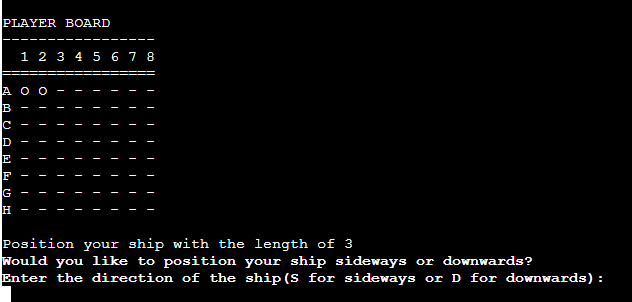 PLAYER BOARD
-----------------
  1 2 3 4 5 6 7 8
=================
A O O - - - - - -
B - - - - - - - -
C - - - - - - - -
D - - - - - - - -
E - - - - - - - -
F - - - - - - - -
G - - - - - - - -
H - - - - - - - -
Position your ship with the length of 3
Would you like to position your ship sideways or downwards?
Enter the direction of the ship(S for sideways or D for downwards):